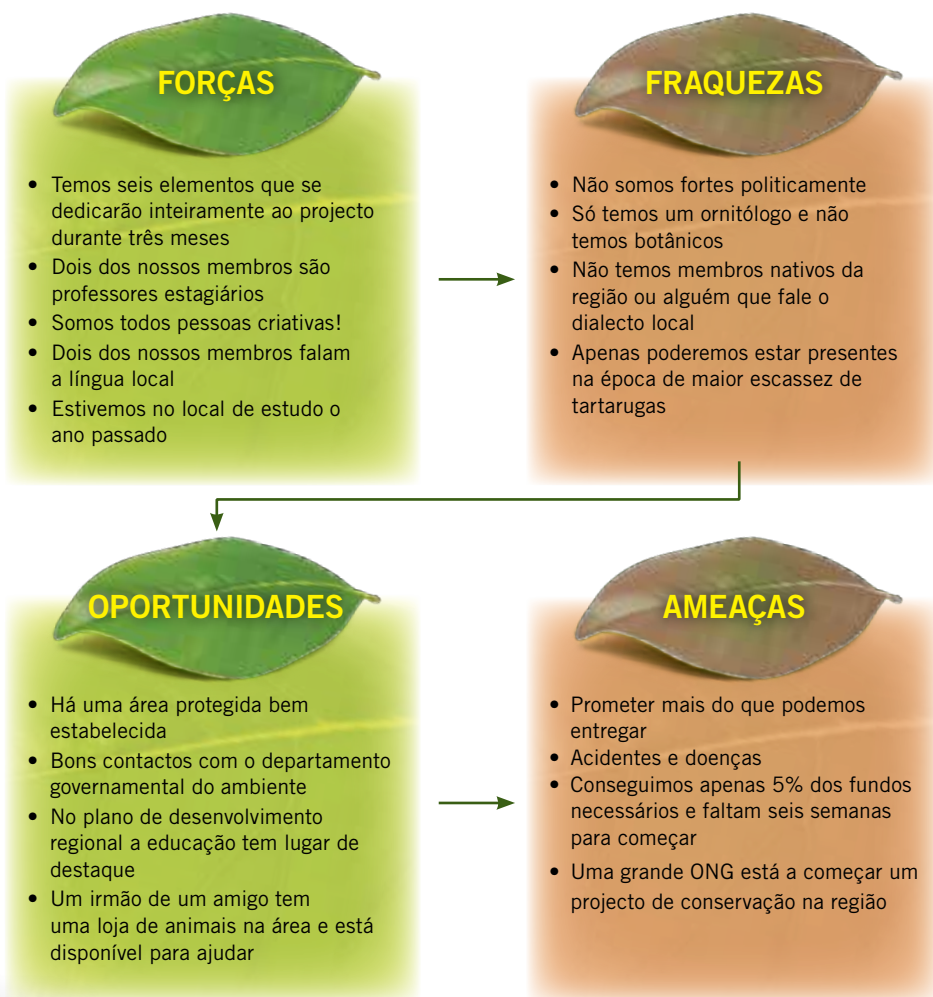 FORÇAS
• Temos seis elementos que se
dedicarão inteiramente ao projecto
durante três meses
• Dois dos nossos membros são
professores estagiários
• Somos todos pessoas criativas!
• Dois dos nossos membros falam
a língua local
• Estivemos no local de estudo o
ano passado
FRAQUEZAS
• Não somos fortes politicamente
• Só temos um ornitólogo e não
temos botânicos
• Não temos membros nativos da
região ou alguém que fale o
dialecto local
• Apenas poderemos estar presentes
na época de maior escassez de
tartarugas
OPORTUNIDADES
• Há uma área protegida bem
estabelecida
• Bons contactos com o departamento
governamental do ambiente
• No plano de desenvolvimento
regional a educação tem lugar de
destaque
• Um irmão de um amigo tem
uma loja de animais na área e está
disponível para ajudar
AMEAÇAS
• Prometer mais do que podemos
entregar
• Acidentes e doenças
• Conseguimos apenas 5% dos fundos
necessários e faltam seis semanas
para começar
• Uma grande ONG está a começar um
projecto de conservação na região